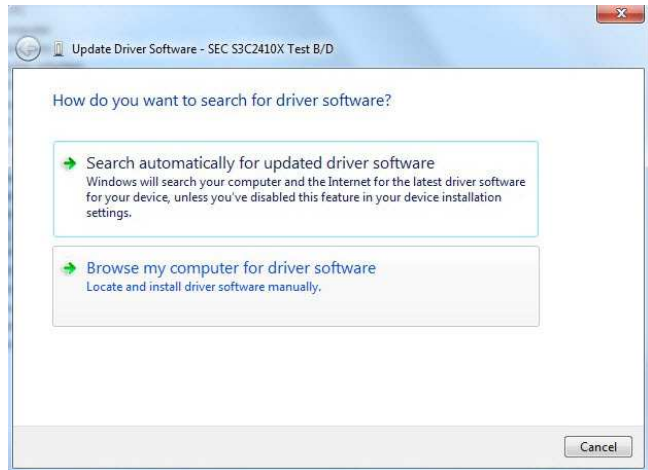 Update Driver Software - SEC S3C2410X Test B/D
How do you want to search for driver software?
Search automatically for updated driver software
Windows will search your computer and the Internet for the latest driver software
for your device, unless you've disabled this feature in your device installation
settings.
Browse my computer for driver software
Locate and install driver software manually.
Cancel